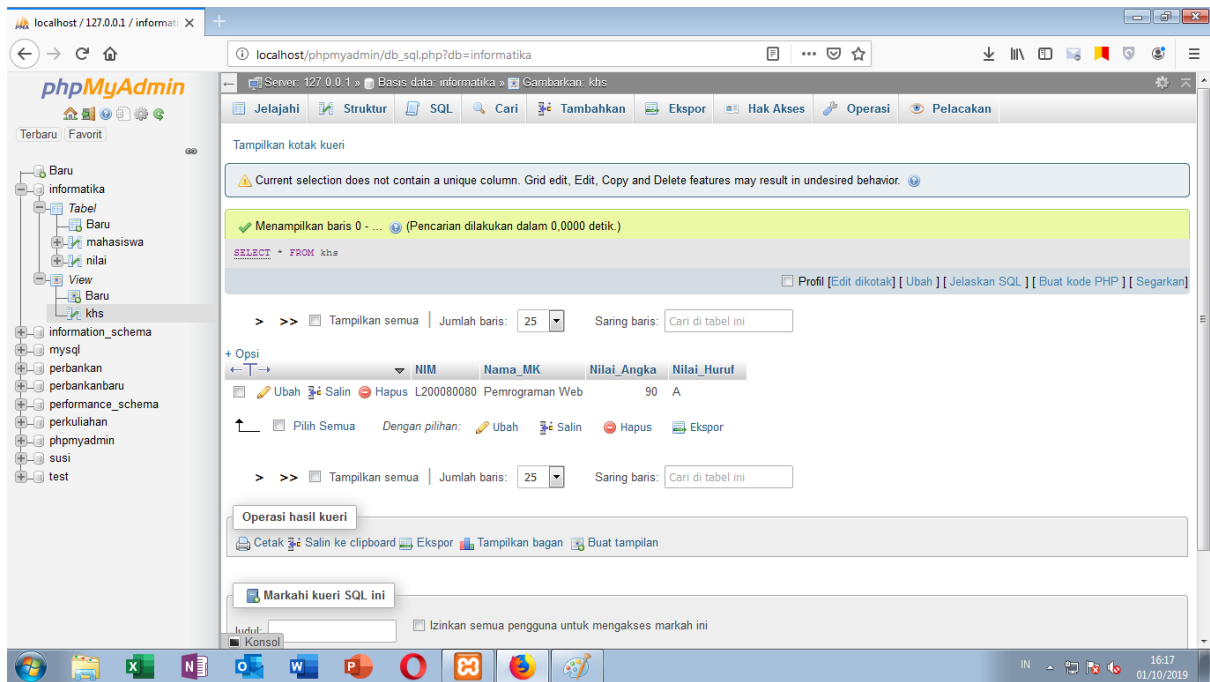 localhost / 127.0.0.1 / informati
localhost/phpmyadmin/db_sql.php?db=informatika
phpMyAdmin
Terbaru Favorit
Baru
informatika
Tabel
Baru
mahasiswa
nilai
View
Baru
khs
information_schema
mysql
perbankan
perbankanbaru
performance_schema
perkuliahan
phpmyadmin
susi
test
Server: 127.0.0.1 » Basis data: informatika » Gambarkan: khs
Jelajahi Struktur SQL Cari Tambahkan Ekspor Hak Akses Operasi Pelacakan
Tampilkan kotak kueri
Current selection does not contain a unique column. Grid edit, Edit, Copy and Delete features may result in undesired behavior.
Menampilkan baris 0 - ... (Pencarian dilakukan dalam 0,0000 detik.)
SELECT * FROM khs
Profil [Edit dikotak] [ Ubah ] [ Jelaskan SQL ] [ Buat kode PHP ] [ Segarkan]
> >> Tampilkan semua | Jumlah baris: 25 Saring baris: Cari di tabel ini
+ Opsi
←T→ NIM Nama_MK Nilai_Angka Nilai_Huruf
Ubah Salin Hapus L200080080 Pemrograman Web 90 A
Pilih Semua Dengan pilihan: Ubah Salin Hapus Ekspor
> >> Tampilkan semua | Jumlah baris: 25 Saring baris: Cari di tabel ini
Operasi hasil kueri
Cetak Salin ke clipboard Ekspor Tampilkan bagan Buat tampilan
Markahi kueri SQL ini
Judul: Izinkan semua pengguna untuk mengakses markah ini
Konsol
IN 16:17
01/10/2019